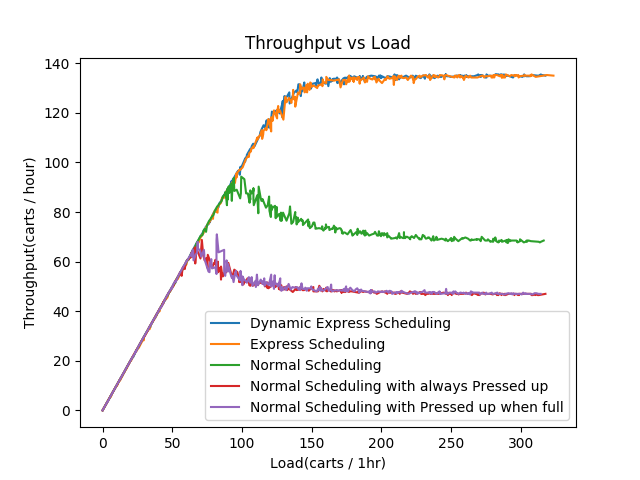 Throughput vs Load
Throughput(carts / hour)
140
120
100
80
60
40
20
0
Dynamic Express Scheduling
Express Scheduling
Normal Scheduling
Normal Scheduling with always Pressed up
Normal Scheduling with Pressed up when full
0 50 100 150 200 250 300
Load(carts / 1hr)